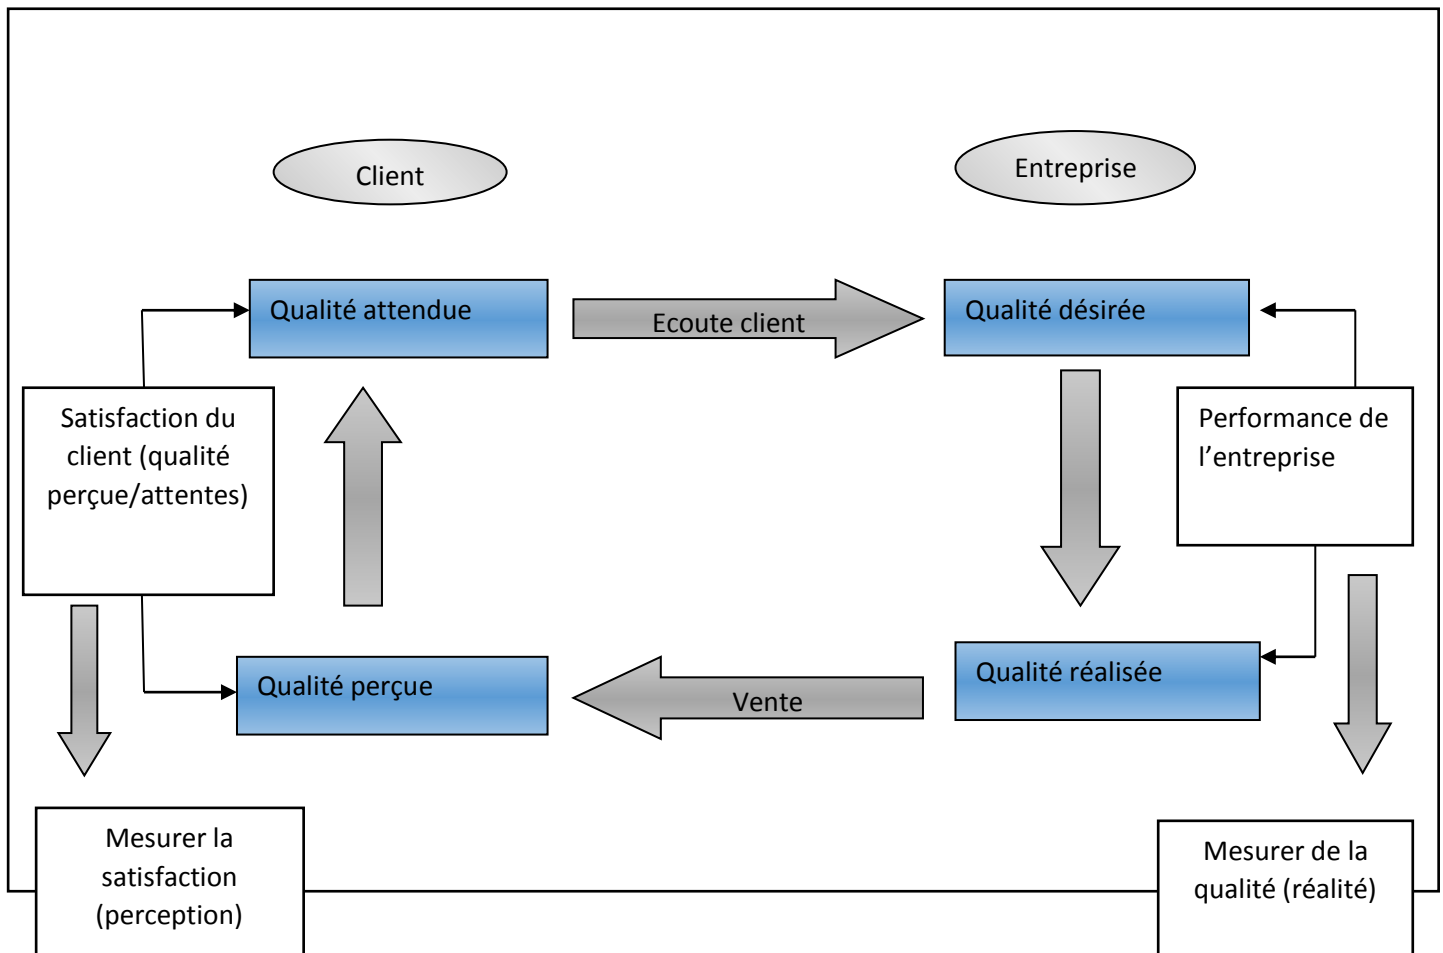 Client
Entreprise
Qualité attendue
Ecoute client
Qualité désirée
Satisfaction du
client (qualité
perçue/attentes)
Performance de
l’entreprise
Qualité perçue
Vente
Qualité réalisée
Mesurer la
satisfaction
(perception)
Mesurer de la
qualité (réalité)